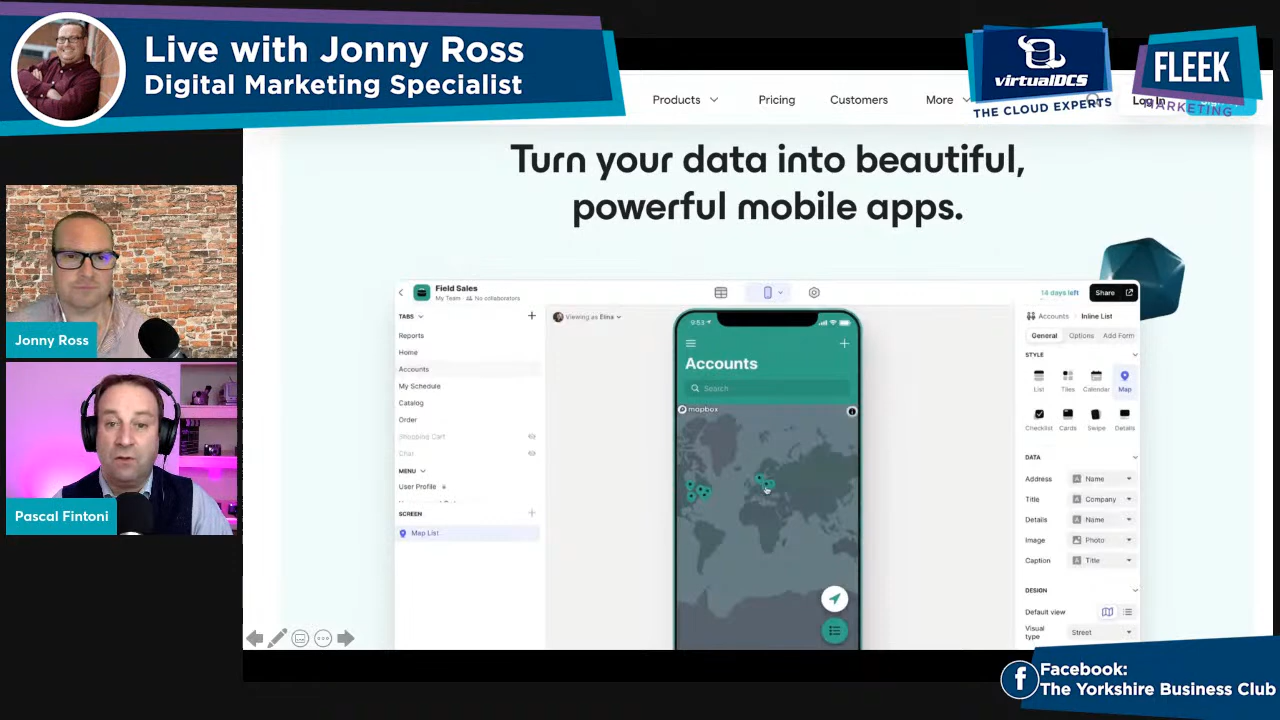 Live with Jonny Ross
Digital Marketing Specialist
virtualDCS
THE CLOUD EXPERTS
FLEEK
MARKETING
Products
Pricing
Customers
More
Log In
Turn your data into beautiful,
powerful mobile apps.
Field Sales
My Team
No collaborators
14 days left
Share
TABS
Reports
Home
Accounts
My Schedule
Catalog
Order
Shopping Cart
Chat
MENU
User Profile
SCREEN
Map List
Viewing as Elina
9:53
Accounts
Search
mapbox
Accounts
Inline List
General
Options
Add Form
STYLE
List
Tiles
Calendar
Map
Checklist
Cards
Swipe
Details
DATA
Address
Name
Title
Company
Details
Name
Image
Photo
Caption
Title
DESIGN
Default view
Visual
type
Street
Jonny Ross
Pascal Fintoni
Facebook:
The Yorkshire Business Club